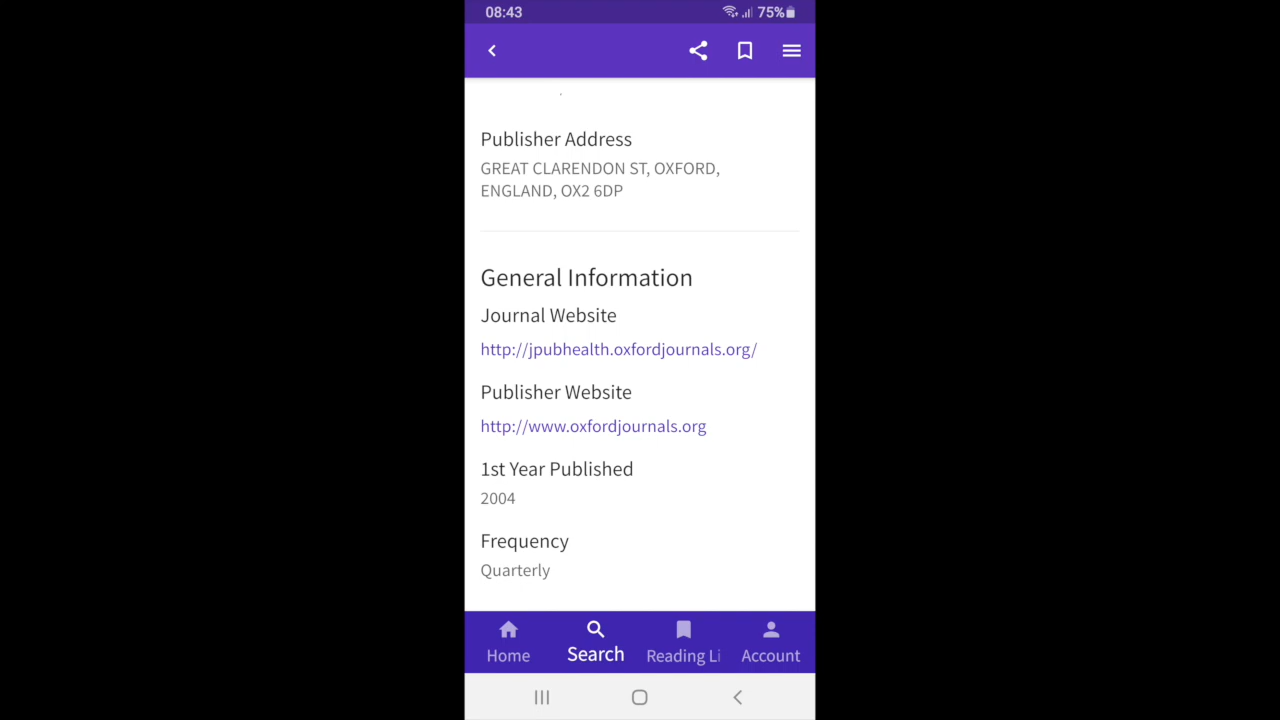 08:43
75%
Publisher Address
GREAT CLARENDON ST, OXFORD,
ENGLAND, OX2 6DP
General Information
Journal Website
http://jpubhealth.oxfordjournals.org/
Publisher Website
http://www.oxfordjournals.org
1st Year Published
2004
Frequency
Quarterly
Home
Search
Reading Li
Account